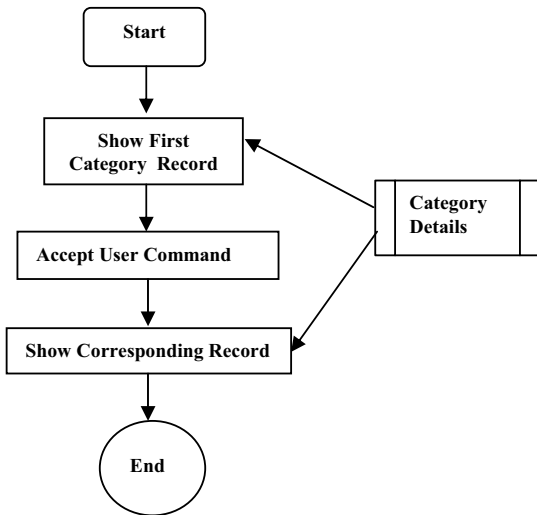 Start
Show First
Category Record
Category
Details
Accept User Command
Show Corresponding Record
End